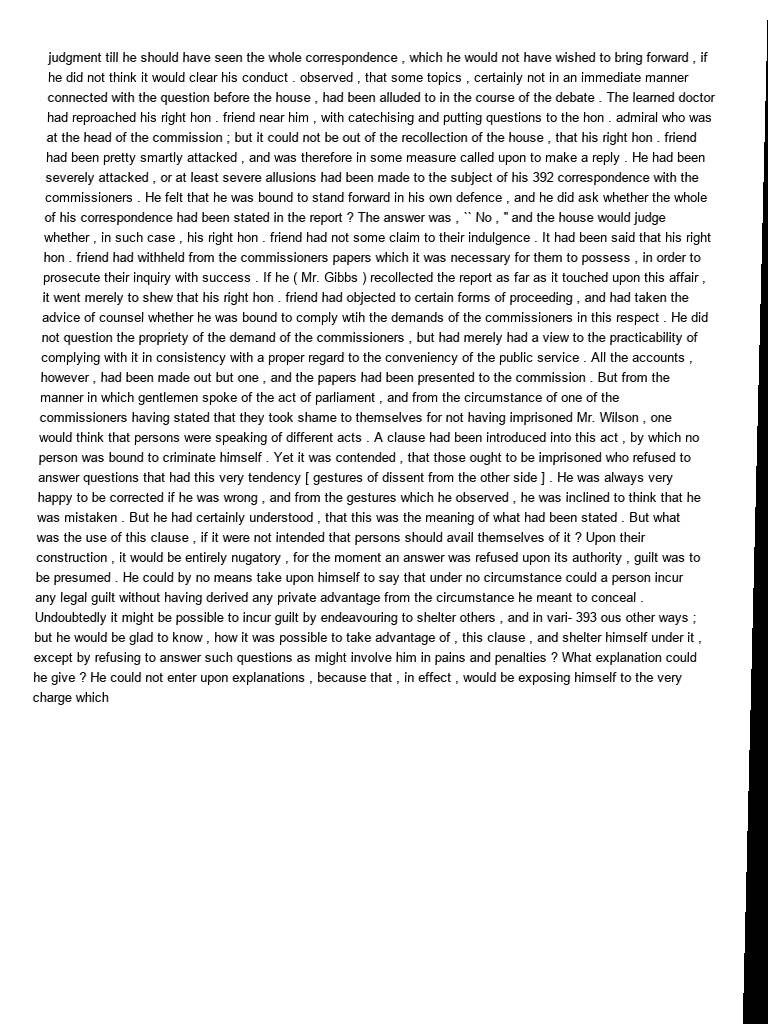 judgment till he should have seen the whole correspondence , which he would not have wished to bring forward , if
he did not think it would clear his conduct . observed , that some topics , certainly not in an immediate manner
connected with the question before the house , had been alluded to in the course of the debate . The learned doctor
had reproached his right hon . friend near him , with catechising and putting questions to the hon . admiral who was
at the head of the commission ; but it could not be out of the recollection of the house , that his right hon . friend
had been pretty smartly attacked , and was therefore in some measure called upon to make a reply . He had been
severely attacked , or at least severe allusions had been made to the subject of his 392 correspondence with the
commissioners . He felt that he was bound to stand forward in his own defence , and he did ask whether the whole
of his correspondence had been stated in the report ? The answer was , `` No , " and the house would judge
whether , in such case , his right hon . friend had not some claim to their indulgence . It had been said that his right
hon . friend had withheld from the commissioners papers which it was necessary for them to possess , in order to
prosecute their inquiry with success . If he ( Mr. Gibbs ) recollected the report as far as it touched upon this affair ,
it went merely to shew that his right hon . friend had objected to certain forms of proceeding , and had taken the
advice of counsel whether he was bound to comply wtih the demands of the commissioners in this respect . He did
not question the propriety of the demand of the commissioners , but had merely had a view to the practicability of
complying with it in consistency with a proper regard to the conveniency of the public service . All the accounts ,
however , had been made out but one , and the papers had been presented to the commission . But from the
manner in which gentlemen spoke of the act of parliament , and from the circumstance of one of the
commissioners having stated that they took shame to themselves for not having imprisoned Mr. Wilson , one
would think that persons were speaking of different acts . A clause had been introduced into this act , by which no
person was bound to criminate himself . Yet it was contended , that those ought to be imprisoned who refused to
answer questions that had this very tendency [ gestures of dissent from the other side ] . He was always very
happy to be corrected if he was wrong , and from the gestures which he observed , he was inclined to think that he
was mistaken . But he had certainly understood , that this was the meaning of what had been stated . But what
was the use of this clause , if it were not intended that persons should avail themselves of it ? Upon their
construction , it would be entirely nugatory , for the moment an answer was refused upon its authority , guilt was to
be presumed . He could by no means take upon himself to say that under no circumstance could a person incur
any legal guilt without having derived any private advantage from the circumstance he meant to conceal .
Undoubtedly it might be possible to incur guilt by endeavouring to shelter others , and in vari- 393 ous other ways ;
but he would be glad to know , how it was possible to take advantage of , this clause , and shelter himself under it ,
except by refusing to answer such questions as might involve him in pains and penalties ? What explanation could
he give ? He could not enter upon explanations , because that , in effect , would be exposing himself to the very
charge which